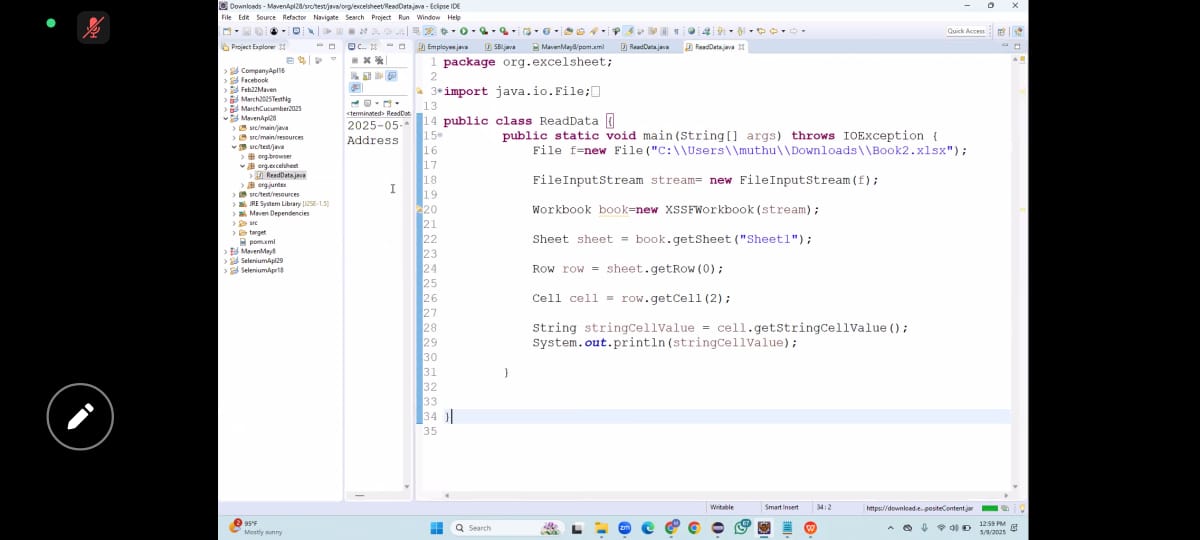 Downloads - MavenApl28/src/test/java/org/excelsheet/ReadData.java - Eclipse IDE
File Edit Source Refactor Navigate Search Project Run Window Help
Quick Access
Project Explorer
CompanyApl16
Facebook
Feb22Maven
March2025TestNg
MarchCucumber2025
MavenApl28
src/main/java
src/main/resources
src/test/java
org.browser
org.excelsheet
ReadData.java
org.juntex
src/test/resources
JRE System Library [J2SE-1.5]
Maven Dependencies
src
target
pom.xml
MavenMay8
SeleniumApl29
SeleniumApr18
C...
<terminated> ReadDat
2025-05-
Address
Employee.java SBI.java MavenMay8/pom.xml ReadData.java ReadData.java
1 package org.excelsheet;
2
3 import java.io.File;
13
14 public class ReadData {
15 public static void main(String[] args) throws IOException {
16 File f=new File("C:\\Users\\muthu\\Downloads\\Book2.xlsx");
17
18 FileInputStream stream= new FileInputStream(f);
19
20 Workbook book=new XSSFWorkbook(stream);
21
22 Sheet sheet = book.getSheet("Sheet1");
23
24 Row row = sheet.getRow(0);
25
26 Cell cell = row.getCell(2);
27
28 String stringCellValue = cell.getStringCellValue();
29 System.out.println(stringCellValue);
30
31 }
32
33
34 }
35
Writable Smart Insert 34 : 2 https://download.e...positeContent.jar
95°F
Mostly sunny
Search
12:59 PM
5/9/2025